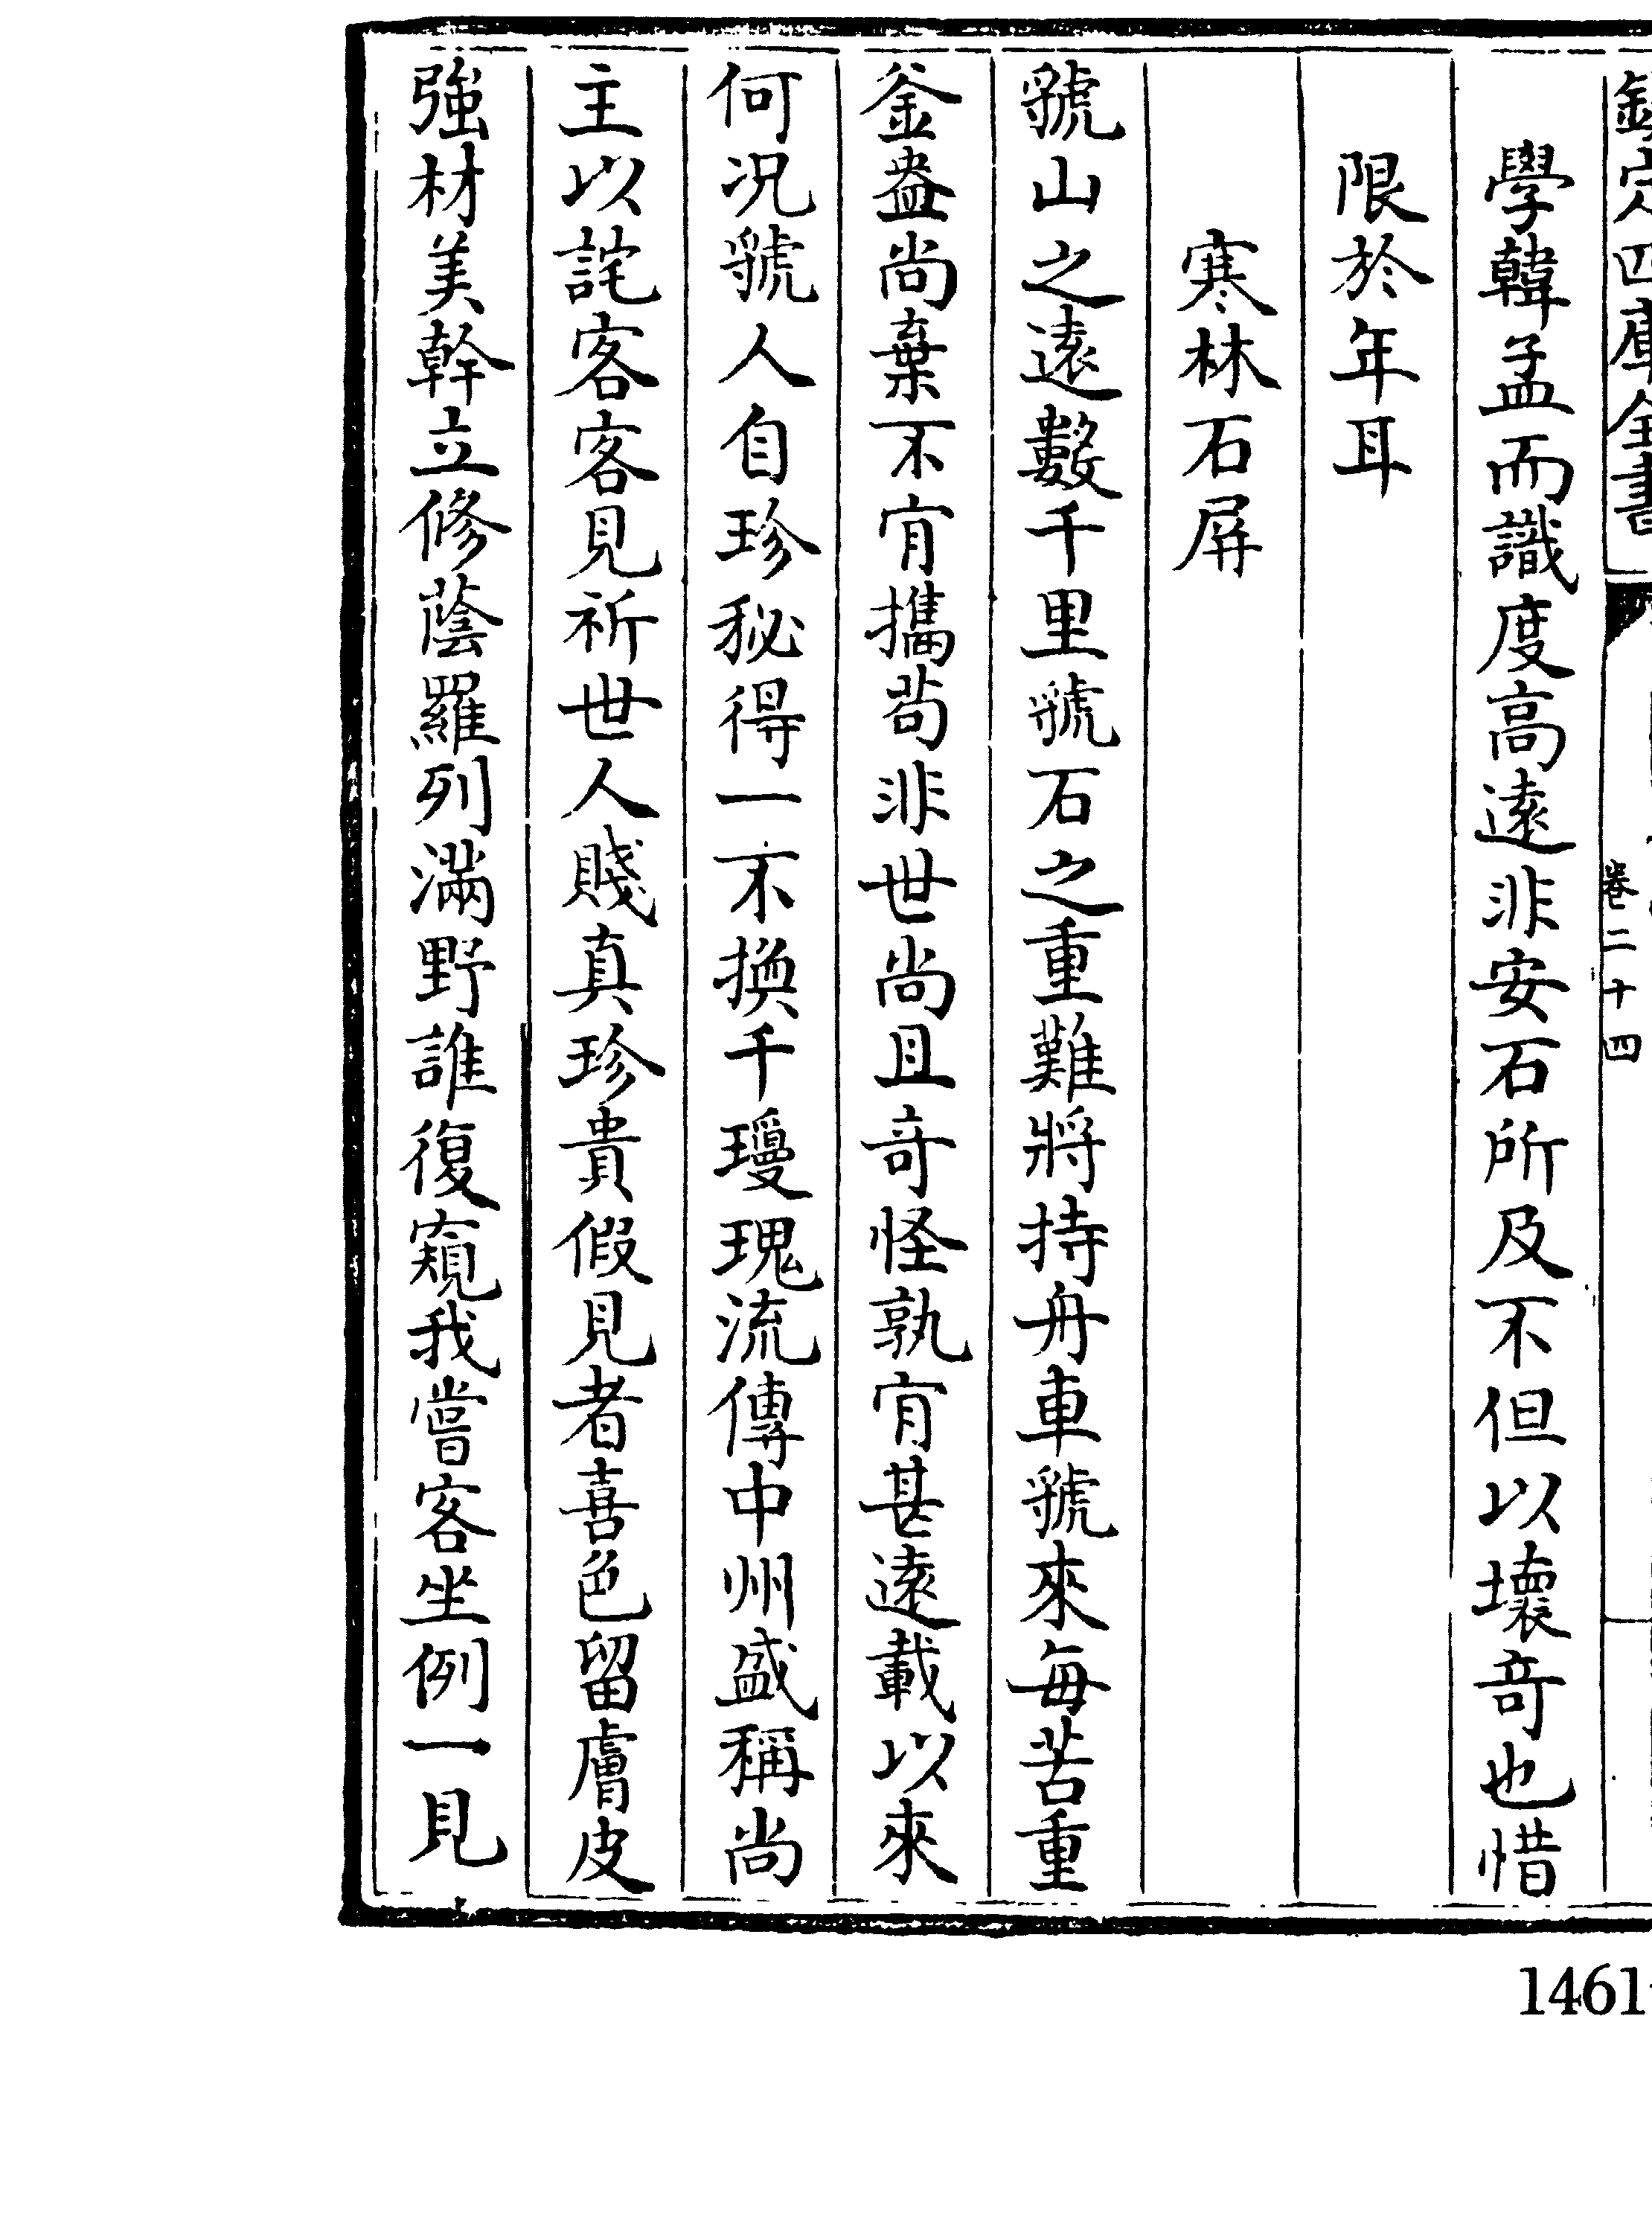 欽定四庫全書
卷二十四
學韓孟而識度高遠非安石所及不但以壞竒也惜
限於年耳
寒林石屏
虢山之遠數千里虢石之重難將持舟車虢來每苦重
釜盎尚棄不肎攜茍非世尚且竒怪孰肎甚遠載以來
何況虢人自珍秘得一不換千瓊瑰流傳中州盛稱尚
主以詫客客見祈世人賤真珍貴假見者喜色留膚皮
強材美幹立修蔭羅列滿野誰復窺我嘗客坐例一見
1461